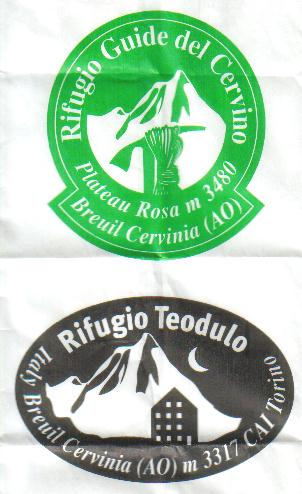 Rifugio Guide del Cervino
Plateau Rosa m 3480
Breuil Cervinia (AO)
Rifugio Teodulo
Italy Breuil Cervinia (AO) m 3317 CAI Torino